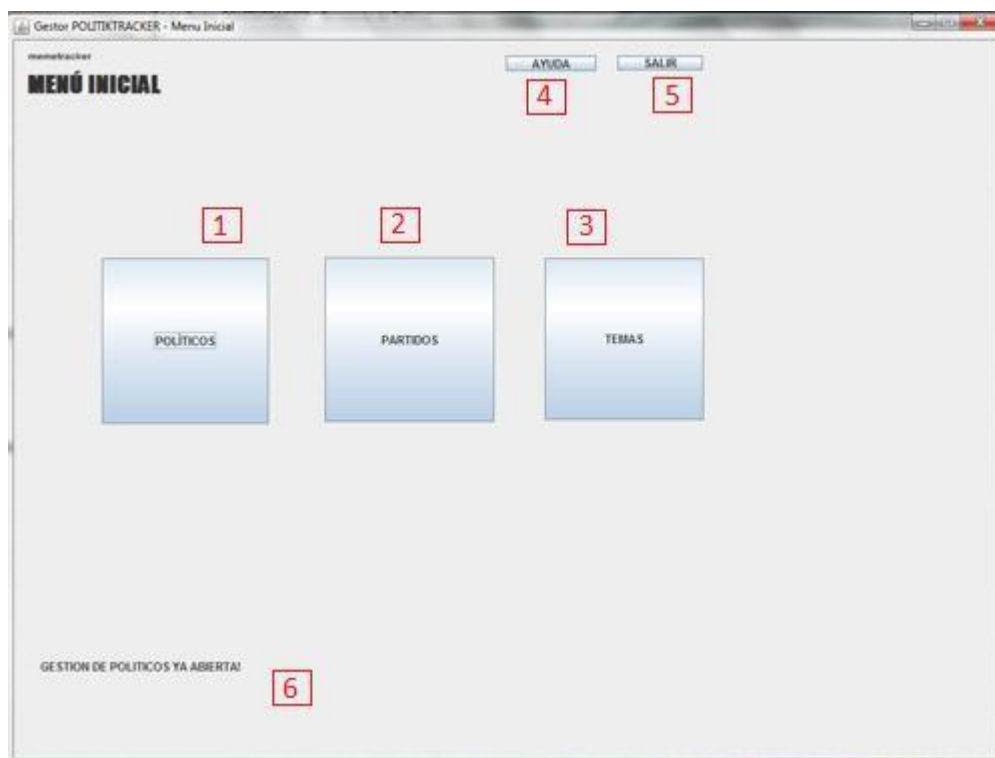 Gestor POLITIKTRACKER - Menu Inicial
memetracker
MENÚ INICIAL
AYUDA
SALIR
4
5
1
2
3
POLÍTICOS
PARTIDOS
TEMAS
GESTION DE POLITICOS YA ABIERTA!
6